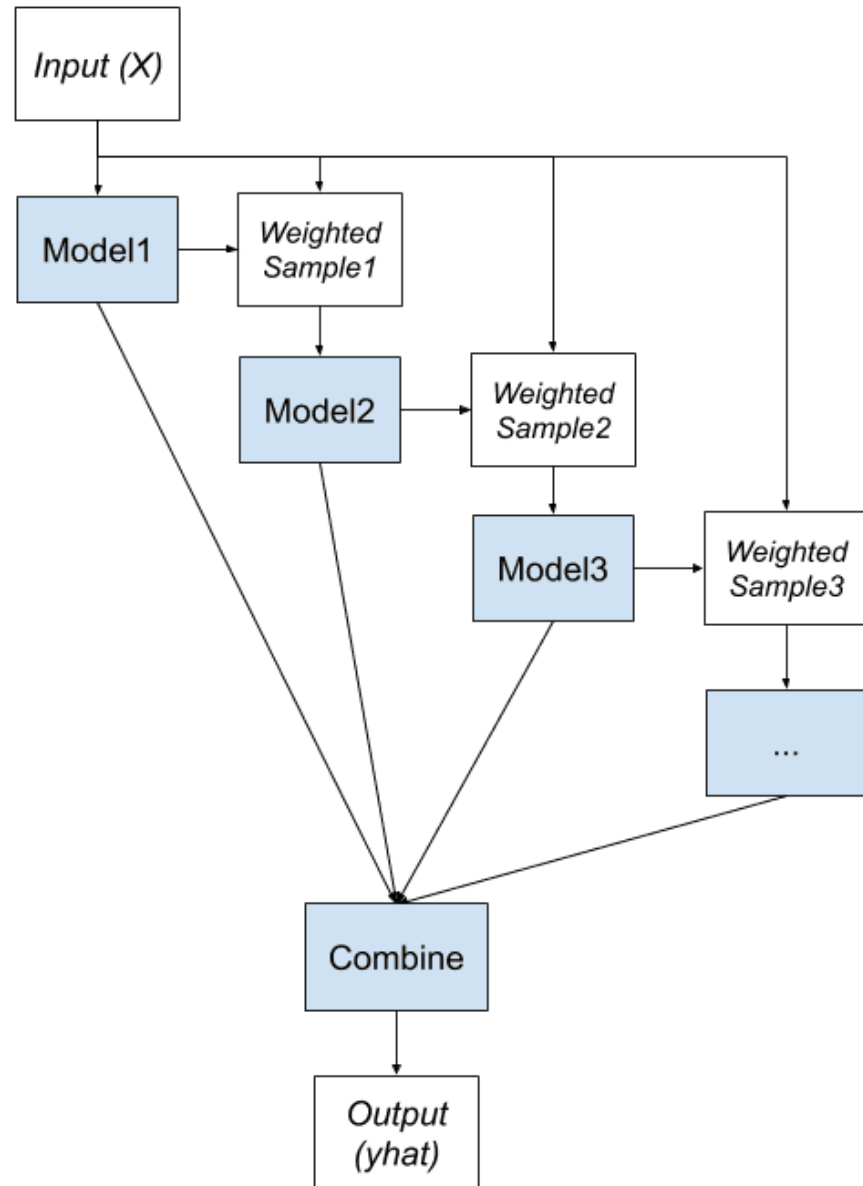 Input (X)
Model1
Weighted
Sample1
Model2
Weighted
Sample2
Model3
Weighted
Sample3
...
Combine
Output
(yhat)